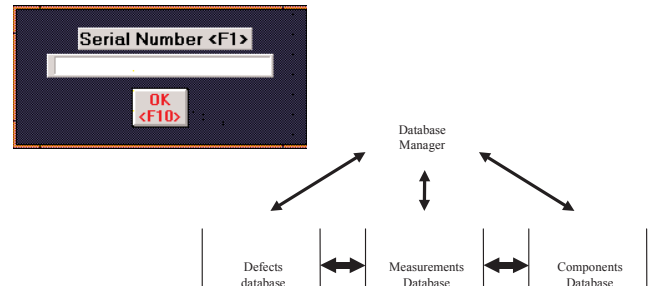 Serial Number <F1>
OK
<F10>
Database
Manager
Defects
database
Measurements
Database
Components
Database